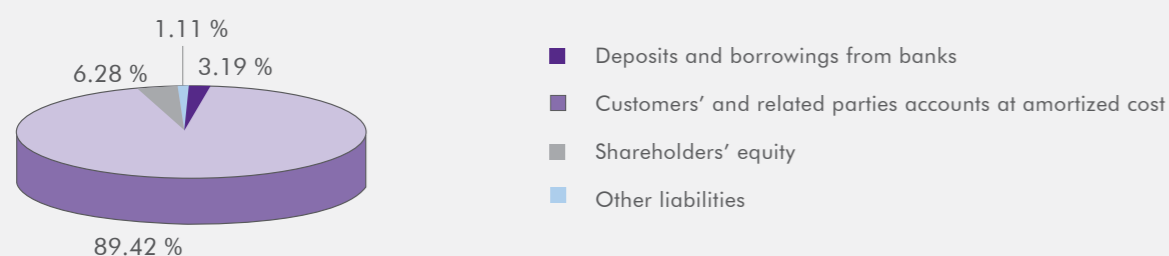 1.11 %
6.28 %
3.19 %
89.42 %
Deposits and borrowings from banks
Customers’ and related parties accounts at amortized cost
Shareholders’ equity
Other liabilities